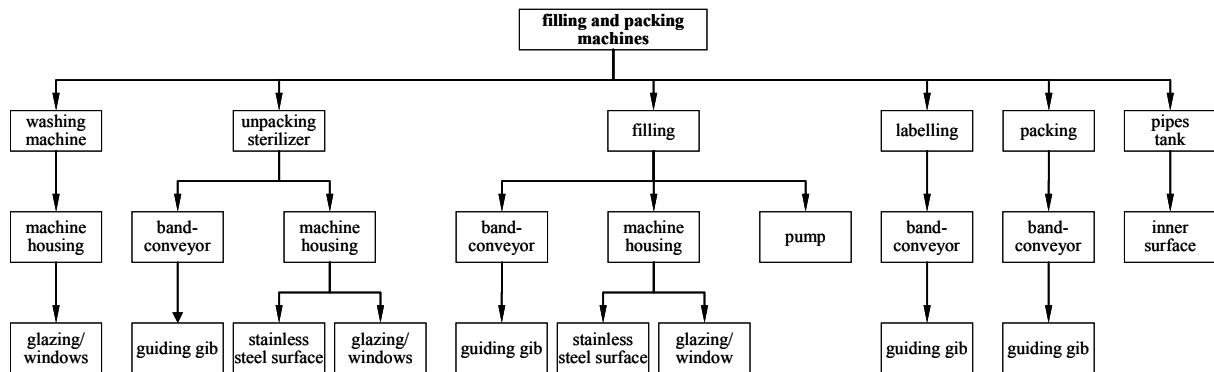 filling and packing
machines
washing
machine
unpacking
sterilizer
filling
labelling
packing
pipes
tank
machine
housing
band-
conveyor
machine
housing
band-
conveyor
machine
housing
pump
band-
conveyor
band-
conveyor
inner
surface
glazing/
windows
guiding gib
stainless
steel surface
glazing/
windows
guiding gib
stainless
steel surface
glazing/
window
guiding gib
guiding gib